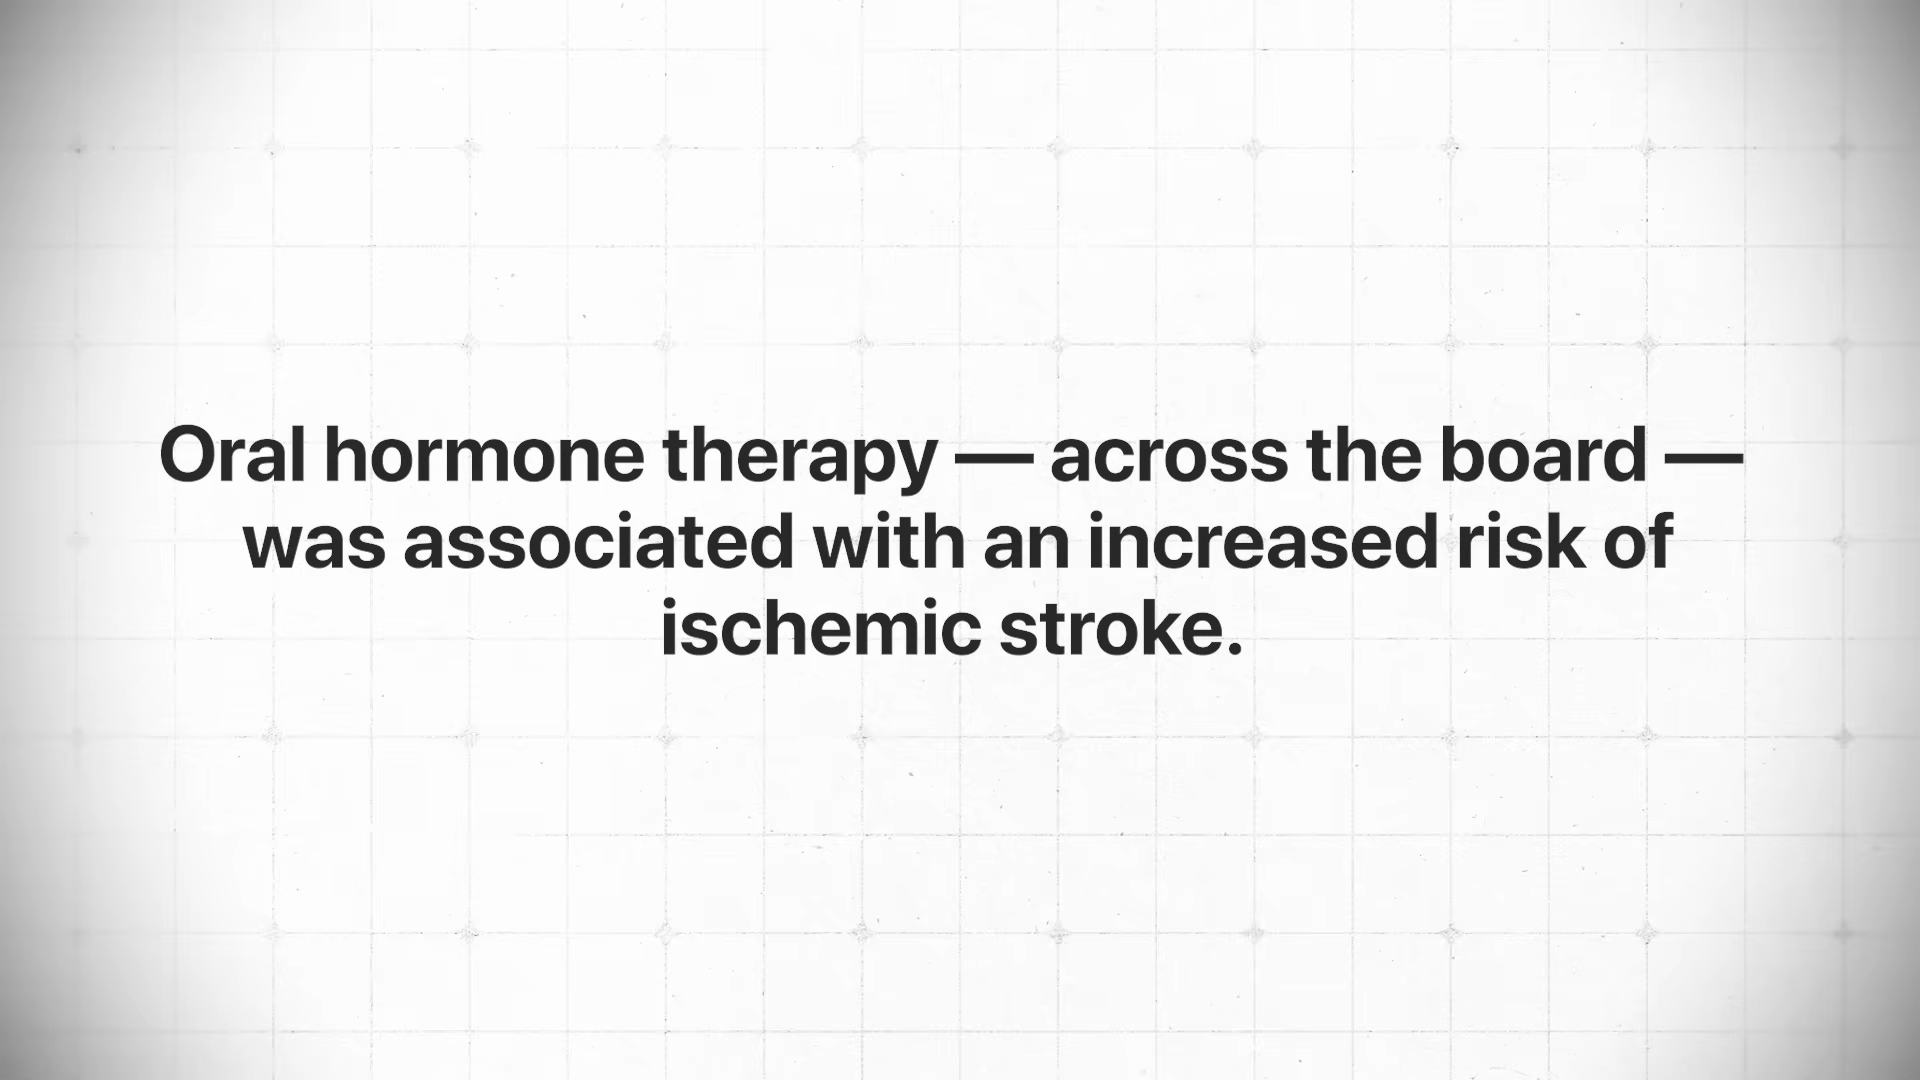 Oral hormone therapy — across the board —
was associated with an increased risk of
ischemic stroke.